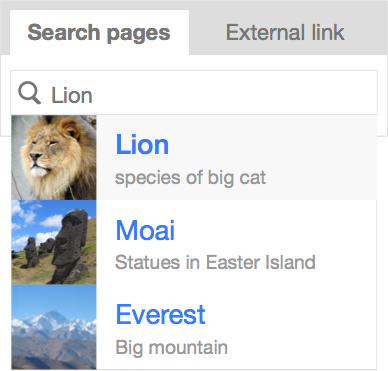 Search pages
External link
Lion
Lion
species of big cat
Moai
Statues in Easter Island
Everest
Big mountain